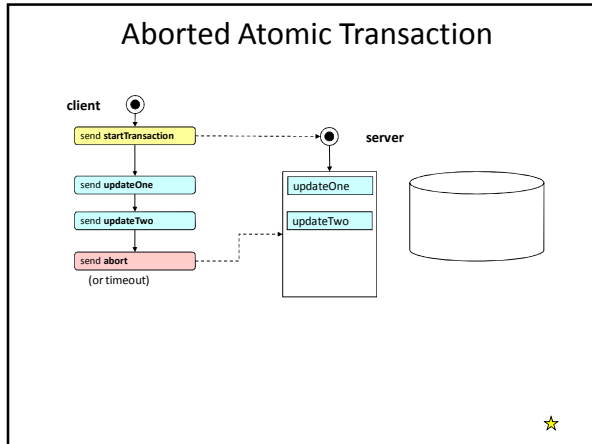 Aborted Atomic Transaction
client
send startTransaction
server
send updateOne
updateOne
send updateTwo
updateTwo
send abort
(or timeout)